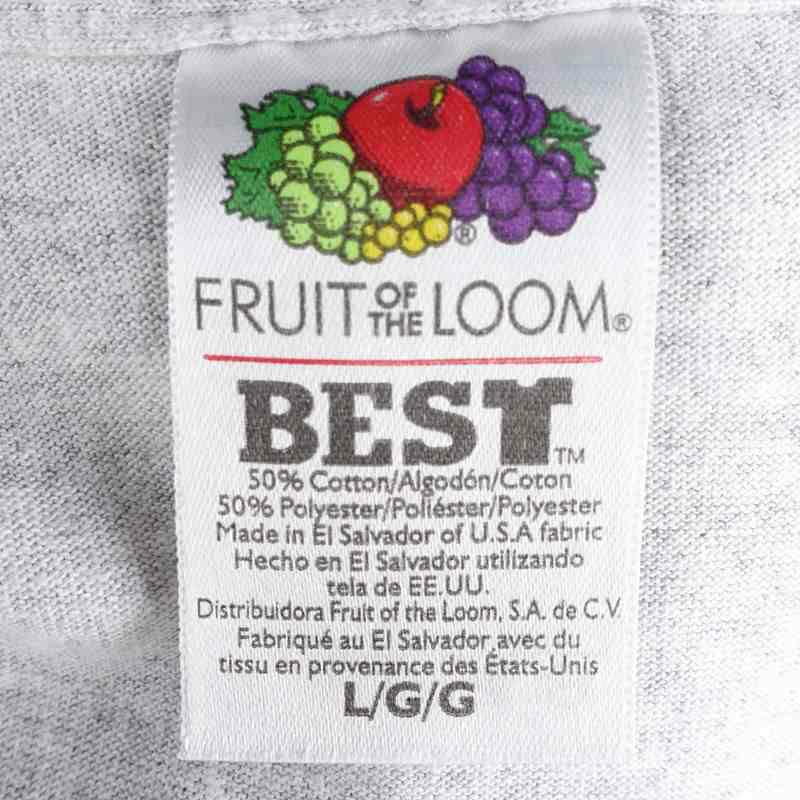 ®
FRUIT OF THE LOOM®
BEST™
50% Cotton/Algodón/Coton
50% Polyester/Poliéster/Polyester
Made in El Salvador of U.S.A fabric
Hecho en El Salvador utilizando
tela de EE.UU.
Distribuidora Fruit of the Loom, S.A. de C.V.
Fabriqué au El Salvador avec du
tissu en provenance des États-Unis
L/G/G